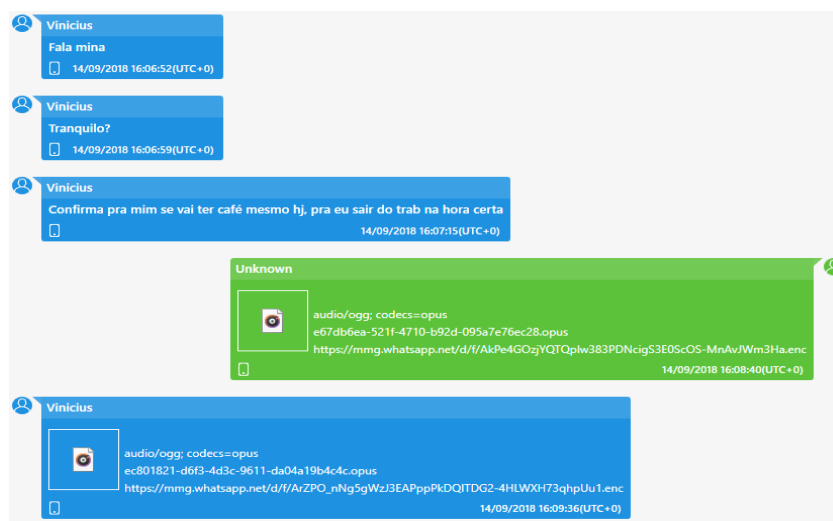 Vinicius
Fala mina
14/09/2018 16:06:52(UTC+0)
Vinicius
Tranquilo?
14/09/2018 16:06:59(UTC+0)
Vinicius
Confirma pra mim se vai ter café mesmo hj, pra eu sair do trab na hora certa
14/09/2018 16:07:15(UTC+0)
Unknown
audio/ogg; codecs=opus
e67db6ea-521f-4710-b92d-095a7e76ec28.opus
https://mmg.whatsapp.net/d/f/AkPe4GOzjYQTQplw383PDNcigS3E0ScOS-MnAvJWm3Ha.enc
14/09/2018 16:08:40(UTC+0)
Vinicius
audio/ogg; codecs=opus
ec801821-d6f3-4d3c-9611-da04a19b4c4c.opus
https://mmg.whatsapp.net/d/f/ArZPO_nNg5gWzJ3EAPppPkDQITDG2-4HLWXH73qhpUu1.enc
14/09/2018 16:09:36(UTC+0)